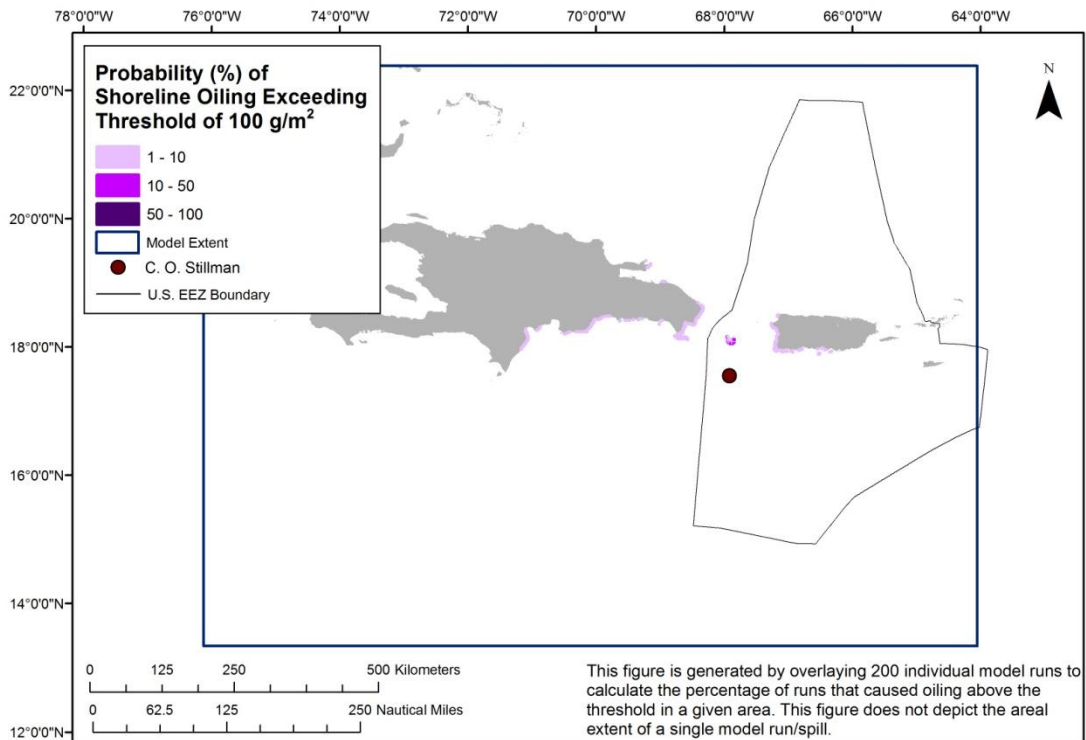 78°0'0"W 76°0'0"W 74°0'0"W 72°0'0"W 70°0'0"W 68°0'0"W 66°0'0"W 64°0'0"W
Probability (%) of
Shoreline Oiling Exceeding
Threshold of 100 g/m²
1 - 10
10 - 50
50 - 100
Model Extent
C. O. Stillman
U.S. EEZ Boundary
N
22°0'0"N
20°0'0"N
18°0'0"N
16°0'0"N
14°0'0"N
12°0'0"N
0 125 250 500 Kilometers
0 62.5 125 250 Nautical Miles
This figure is generated by overlaying 200 individual model runs to
calculate the percentage of runs that caused oiling above the
threshold in a given area. This figure does not depict the areal
extent of a single model run/spill.